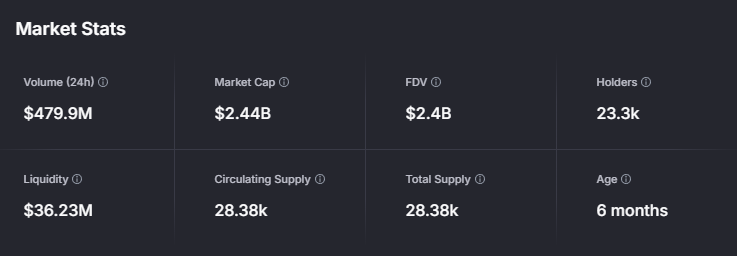 Market Stats
Volume (24h) Market Cap FDV Holders
$479.9M $2.44B $2.4B 23.3k
Liquidity Circulating Supply Total Supply Age
$36.23M 28.38k 28.38k 6 months